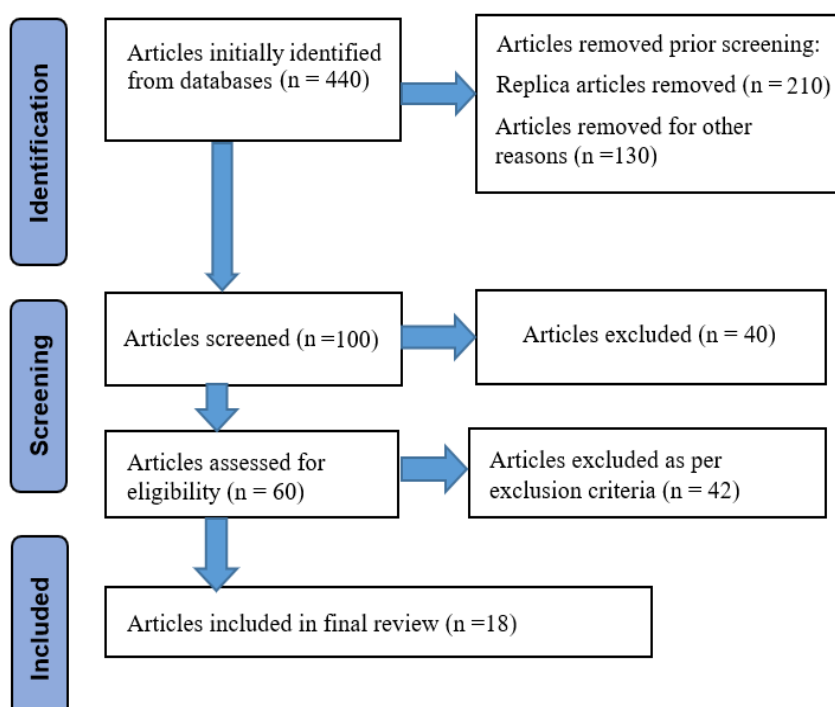 Identification
Articles initially identified
from databases (n = 440)
Articles removed prior screening:
Replica articles removed (n = 210)
Articles removed for other
reasons (n =130)
Screening
Articles screened (n =100)
Articles excluded (n = 40)
Articles assessed for
eligibility (n = 60)
Articles excluded as per
exclusion criteria (n = 42)
Included
Articles included in final review (n =18)